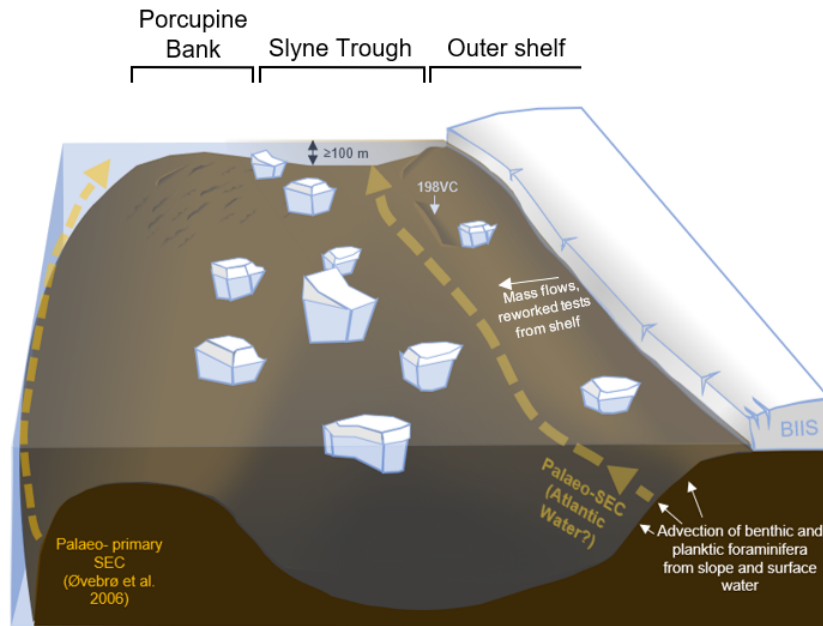 Porcupine
Bank
Slyne Trough
Outer shelf
≥100 m
198VC
Mass flows,
reworked tests
from shelf
BIIS
Palaeo-SEC
(Atlantic
Water?)
Palaeo- primary
SEC
(Øvebrø et al.
2006)
Advection of benthic and
planktic foraminifera
from slope and surface
water